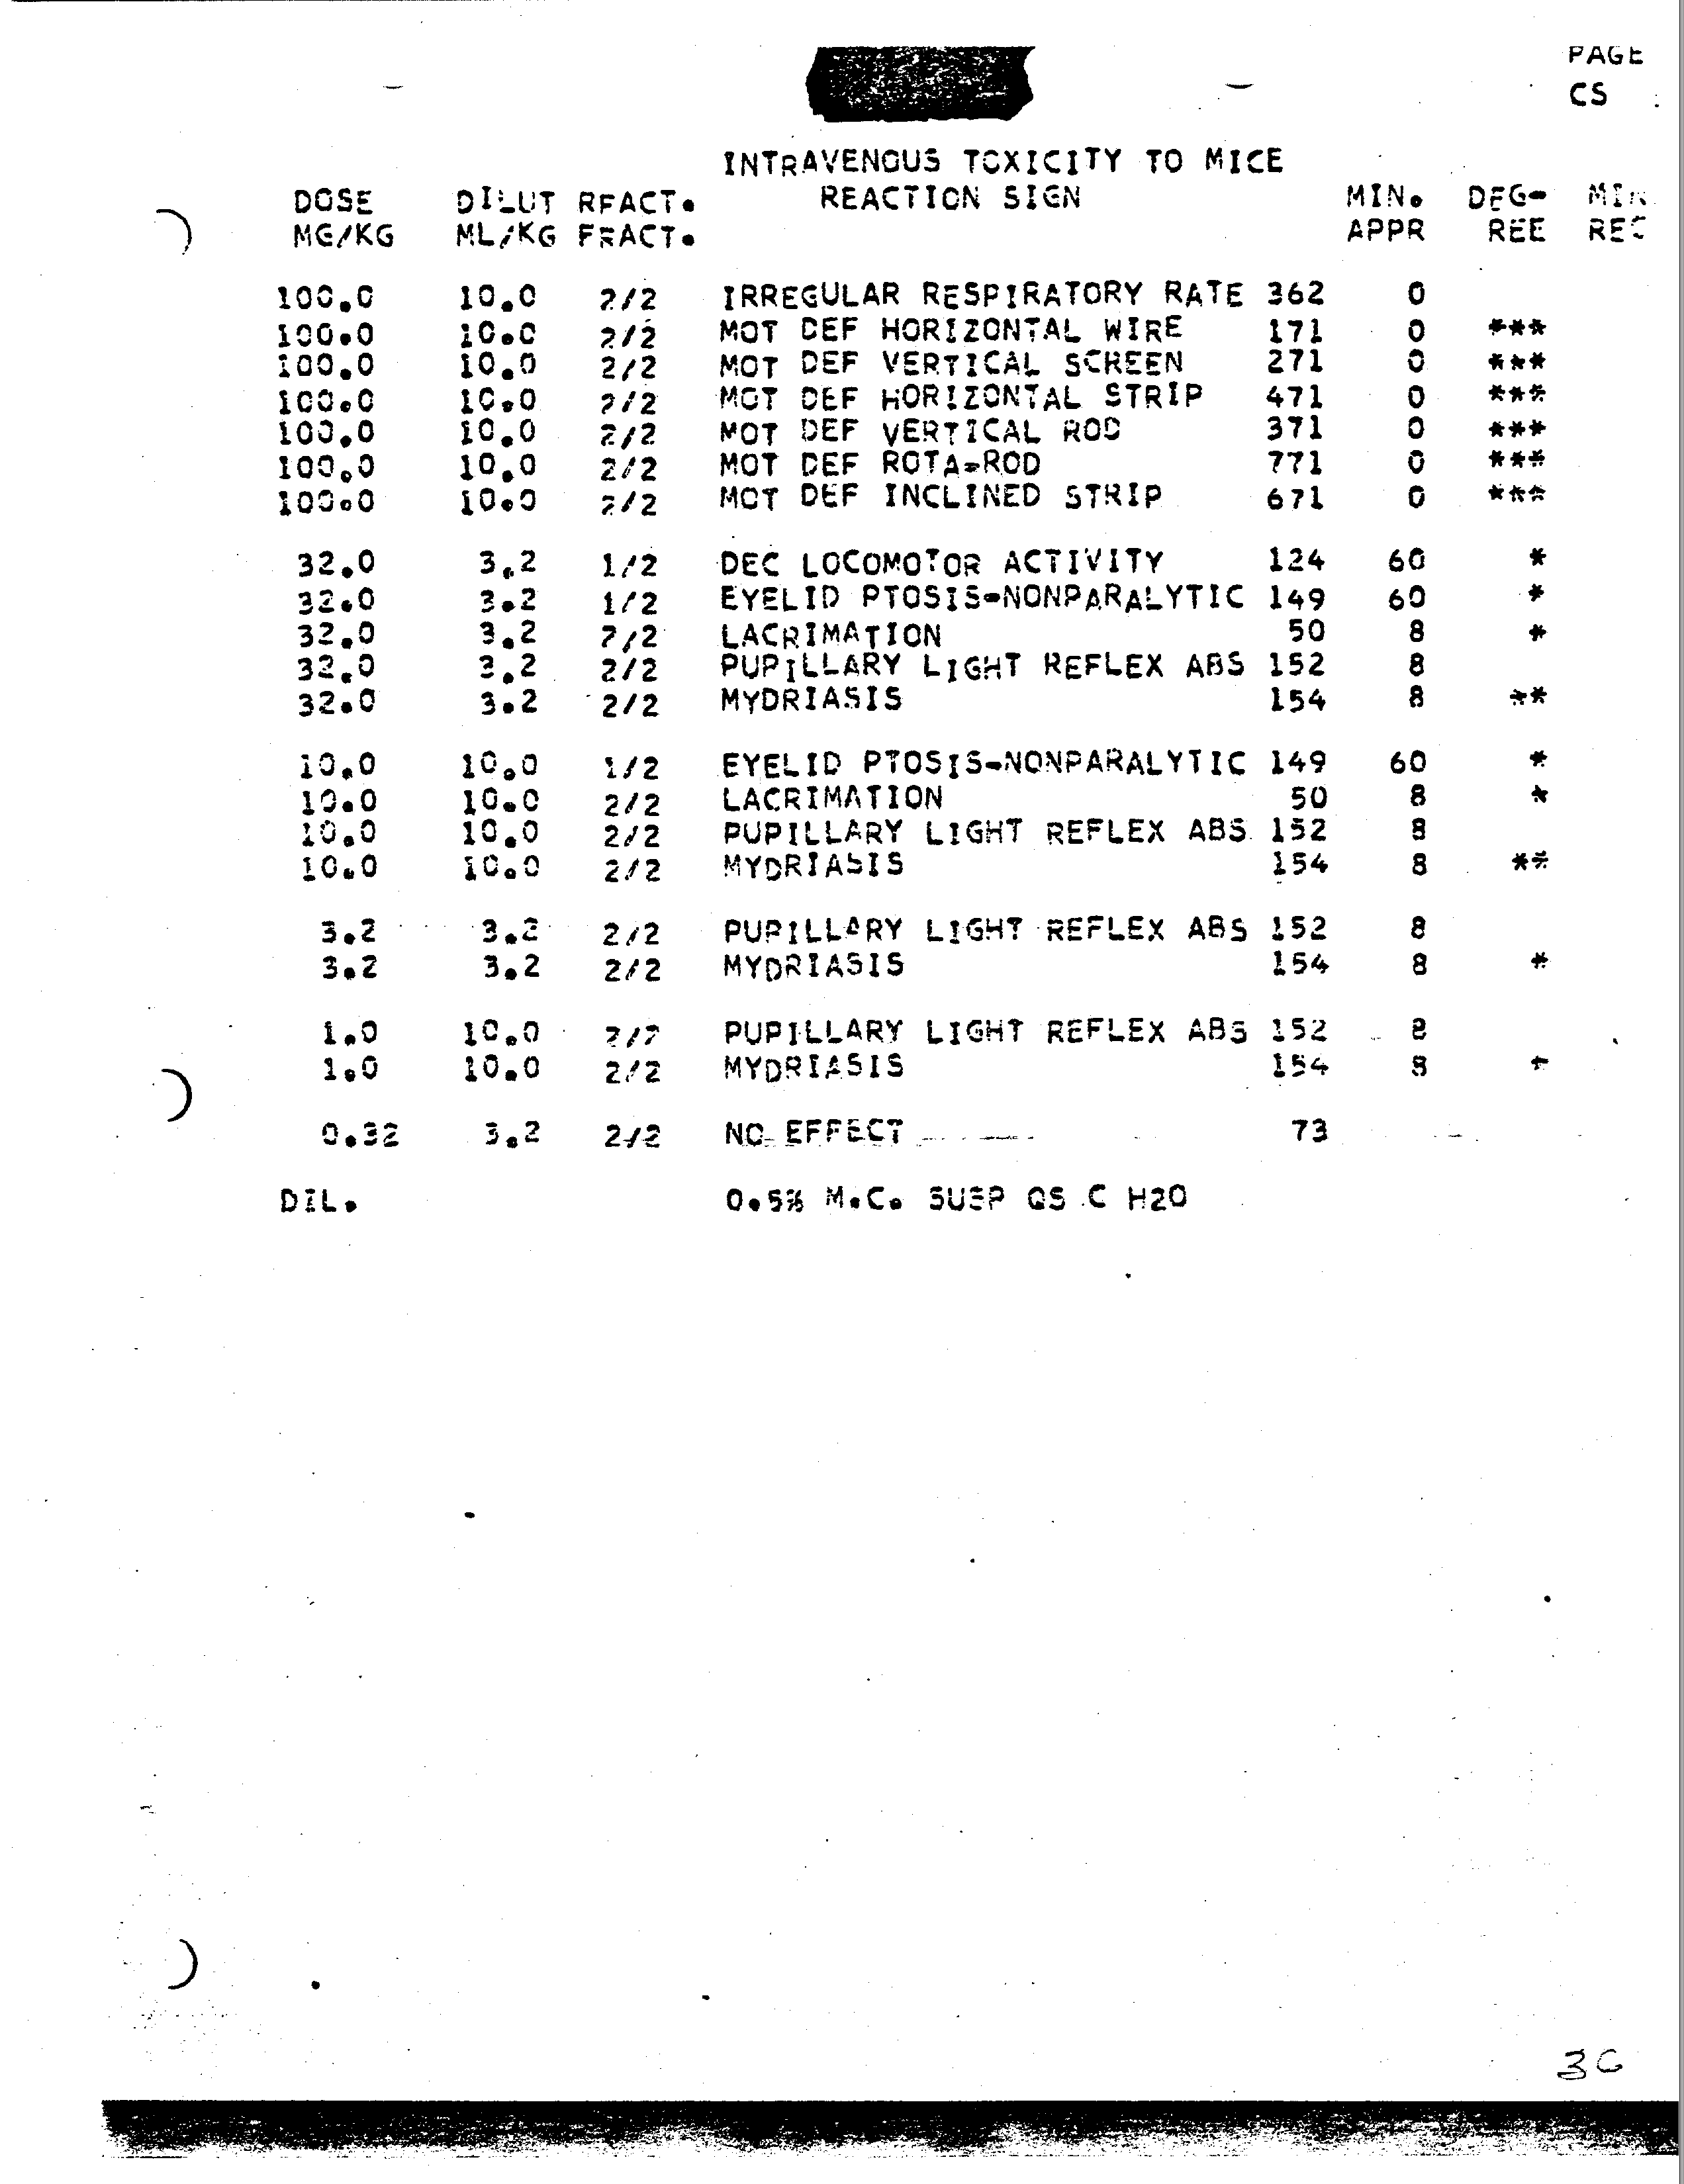 PAGE
CS
INTRAVENOUS TOXICITY TO MICE
DOSE DILUT REACT. REACTION SIGN MIN. DEG- MIN
MG/KG ML/KG FRACT. APPR REE REC
100.0 10.0 2/2 IRREGULAR RESPIRATORY RATE 362 0
100.0 10.0 2/2 MOT DEF HORIZONTAL WIRE 171 0 ***
100.0 10.0 2/2 MOT DEF VERTICAL SCREEN 271 0 ***
100.0 10.0 2/2 MOT DEF HORIZONTAL STRIP 471 0 ***
100.0 10.0 2/2 MOT DEF VERTICAL ROD 371 0 ***
100.0 10.0 2/2 MOT DEF ROTA-ROD 771 0 ***
100.0 10.0 2/2 MOT DEF INCLINED STRIP 671 0 ***
32.0 3.2 1/2 DEC LOCOMOTOR ACTIVITY 124 60 *
32.0 3.2 1/2 EYELID PTOSIS-NONPARALYTIC 149 60 *
32.0 3.2 2/2 LACRIMATION 50 8 *
32.0 3.2 2/2 PUPILLARY LIGHT REFLEX ABS 152 8
32.0 3.2 2/2 MYDRIASIS 154 8 **
10.0 10.0 1/2 EYELID PTOSIS-NONPARALYTIC 149 60 *
10.0 10.0 2/2 LACRIMATION 50 8 *
10.0 10.0 2/2 PUPILLARY LIGHT REFLEX ABS 152 8
10.0 10.0 2/2 MYDRIASIS 154 8 **
3.2 3.2 2/2 PUPILLARY LIGHT REFLEX ABS 152 8
3.2 3.2 2/2 MYDRIASIS 154 8 *
1.0 10.0 2/2 PUPILLARY LIGHT REFLEX ABS 152 8
1.0 10.0 2/2 MYDRIASIS 154 8 *
0.32 3.2 2/2 NO EFFECT 73
DIL. 0.5% M.C. SUSP QS C H2O